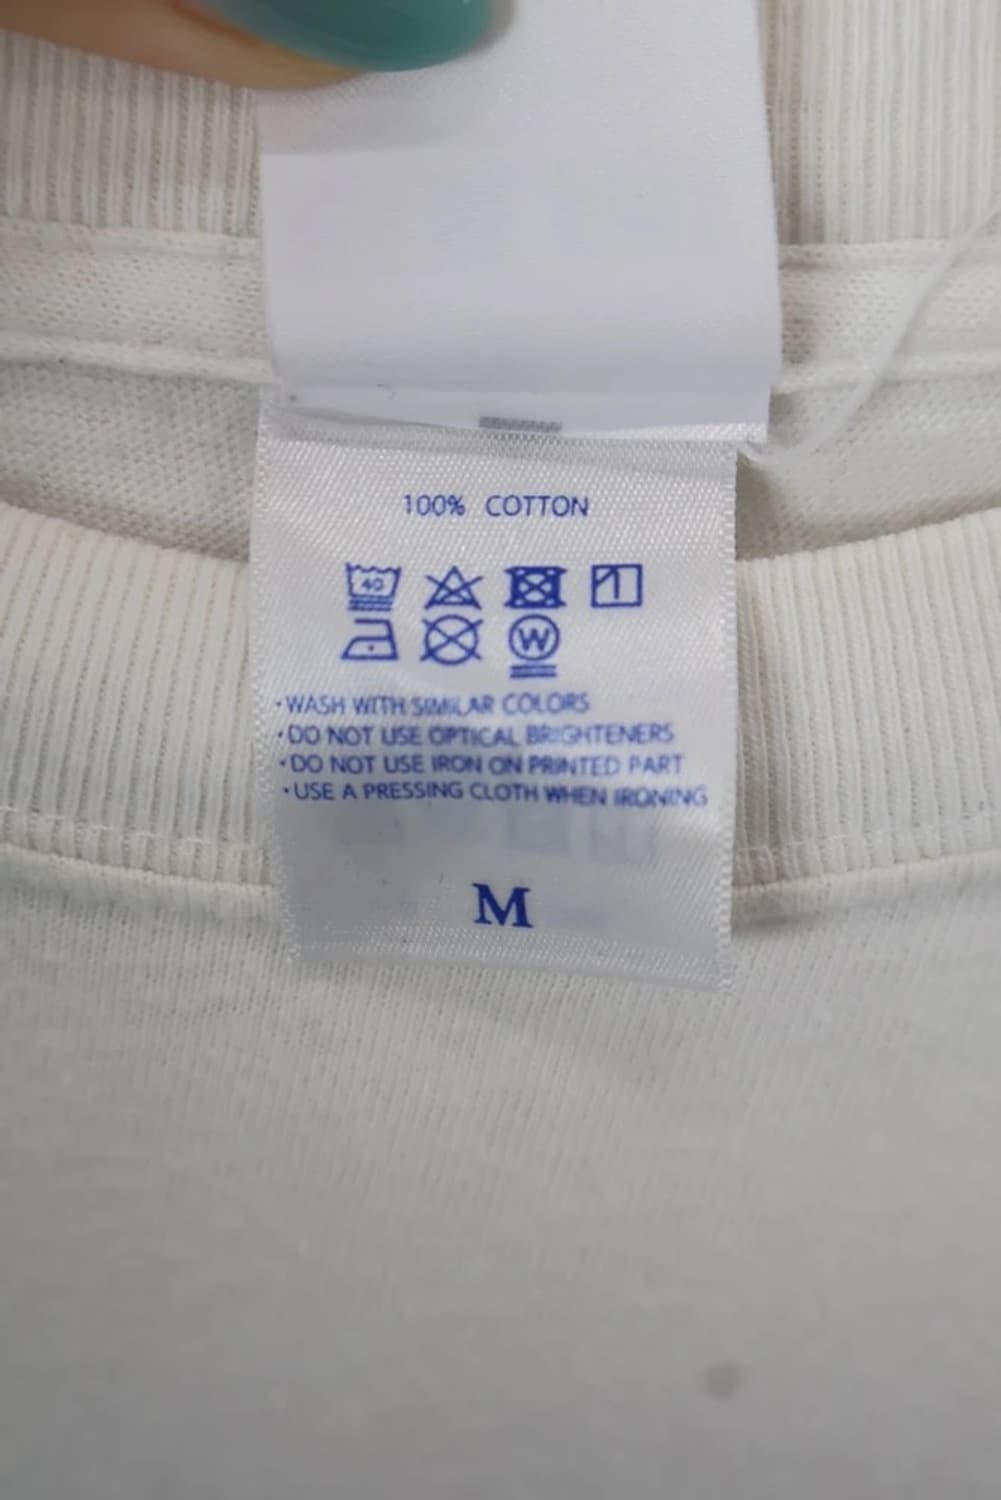 100% COTTON
40
W
·WASH WITH SIMILAR COLORS
·DO NOT USE OPTICAL BRIGHTENERS
·DO NOT USE IRON ON PRINTED PART
·USE A PRESSING CLOTH WHEN IRONING
M